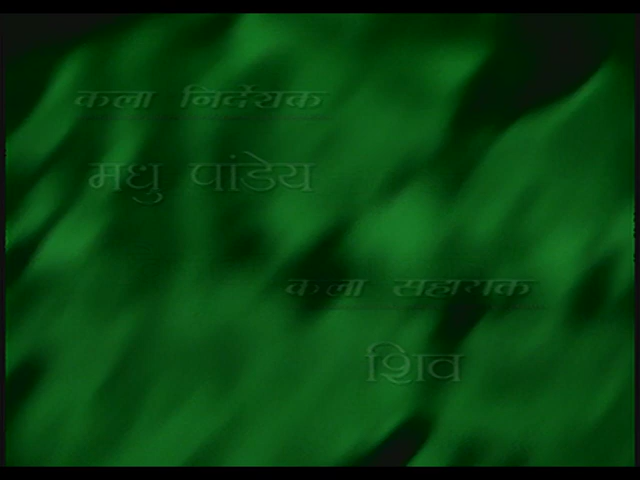 कला निर्देशक
मधु पांडेय
कला सहायक
शिव